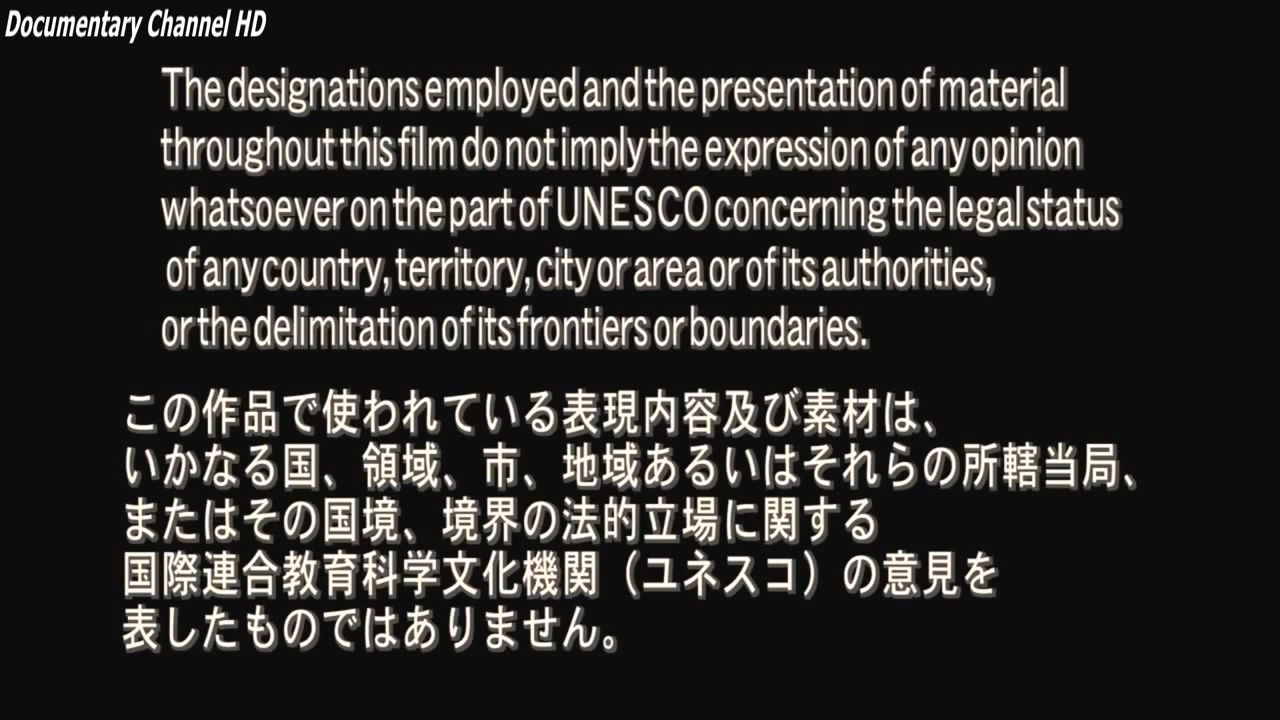 Documentary Channel HD
The designations employed and the presentation of material
throughout this film do not imply the expression of any opinion
whatsoever on the part of UNESCO concerning the legal status
of any country, territory, city or area or of its authorities,
or the delimitation of its frontiers or boundaries.
この作品で使われている表現内容及び素材は、
いかなる国、領域、市、地域あるいはそれらの所轄当局、
またはその国境、境界の法的立場に関する
国際連合教育科学文化機関（ユネスコ）の意見を
表したものではありません。